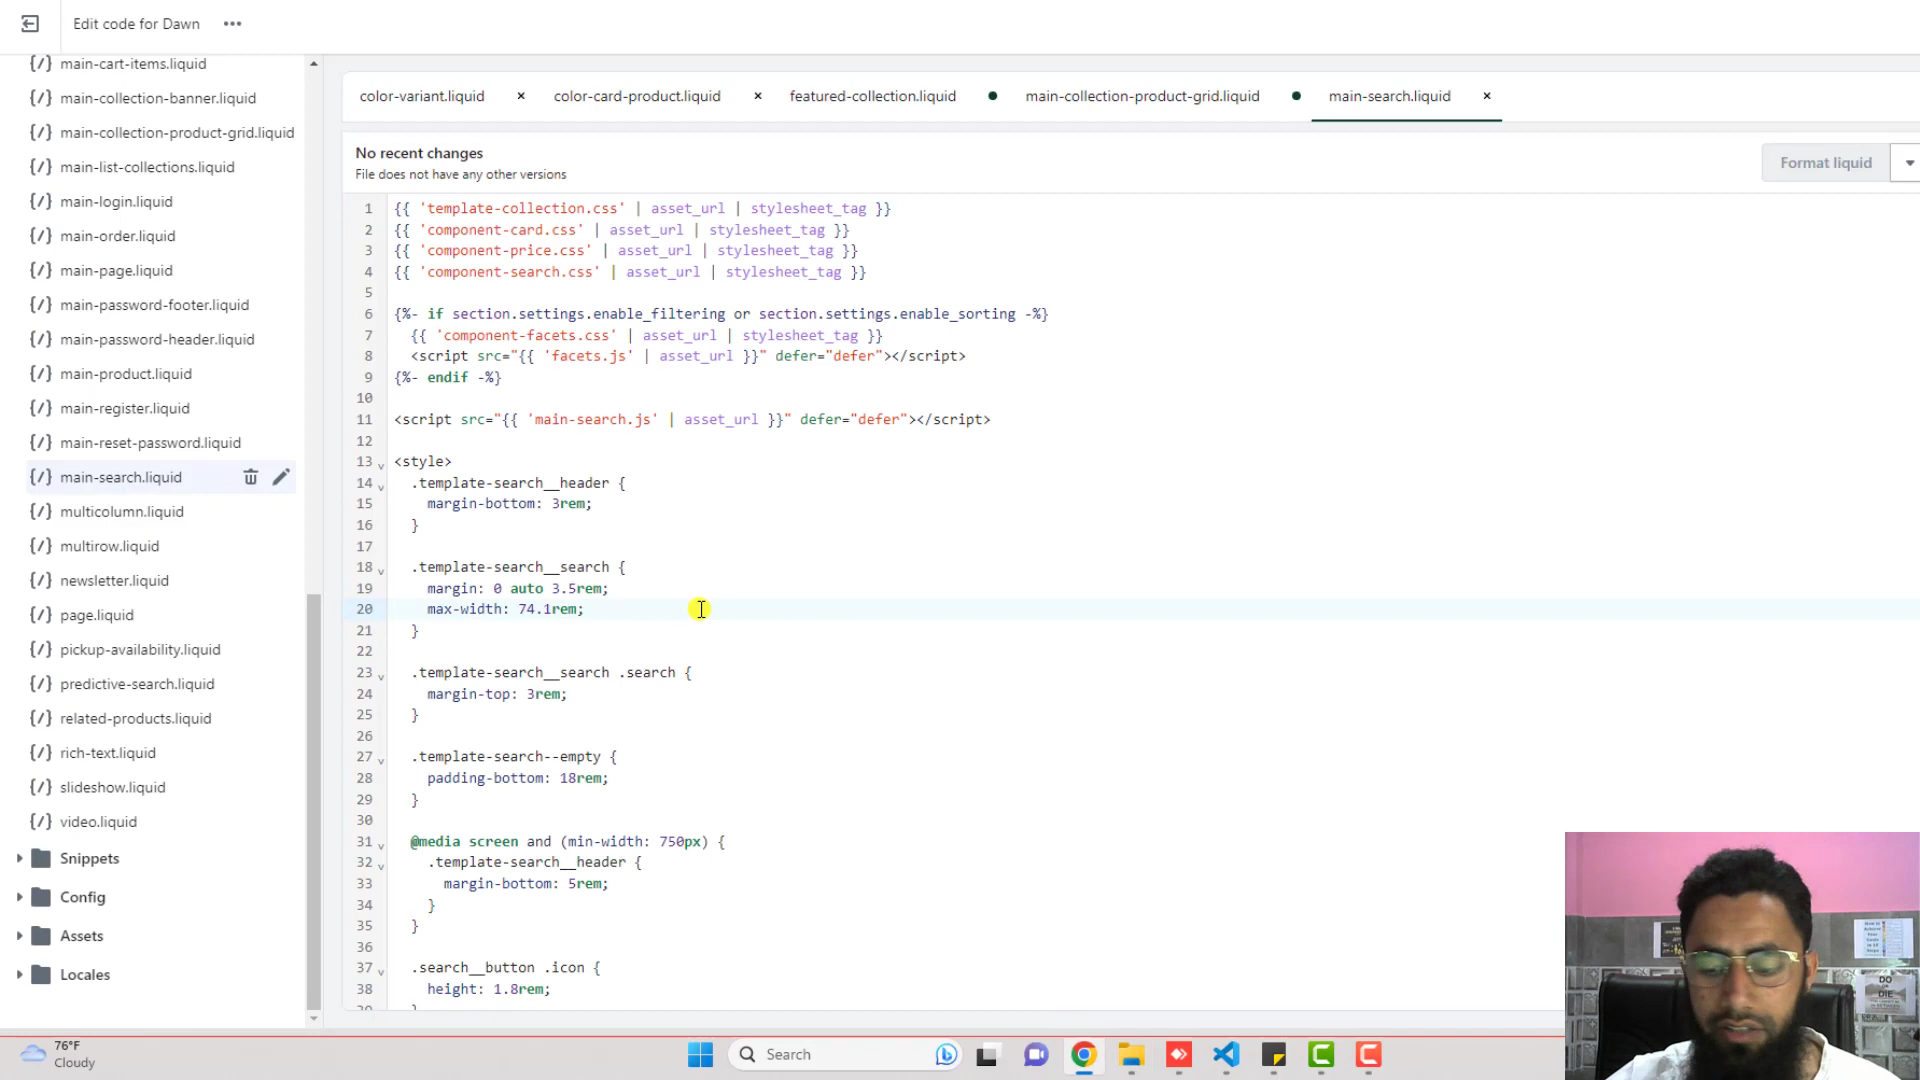 Edit code for Dawn •••
main-cart-items.liquid
main-collection-banner.liquid
main-collection-product-grid.liquid
main-list-collections.liquid
main-login.liquid
main-order.liquid
main-page.liquid
main-password-footer.liquid
main-password-header.liquid
main-product.liquid
main-register.liquid
main-reset-password.liquid
main-search.liquid
multicolumn.liquid
multirow.liquid
newsletter.liquid
page.liquid
pickup-availability.liquid
predictive-search.liquid
related-products.liquid
rich-text.liquid
slideshow.liquid
video.liquid
Snippets
Config
Assets
Locales
color-variant.liquid × color-card-product.liquid × featured-collection.liquid main-collection-product-grid.liquid main-search.liquid ×
No recent changes
File does not have any other versions
Format liquid
1 {{ 'template-collection.css' | asset_url | stylesheet_tag }}
2 {{ 'component-card.css' | asset_url | stylesheet_tag }}
3 {{ 'component-price.css' | asset_url | stylesheet_tag }}
4 {{ 'component-search.css' | asset_url | stylesheet_tag }}
5
6 {%- if section.settings.enable_filtering or section.settings.enable_sorting -%}
7 {{ 'component-facets.css' | asset_url | stylesheet_tag }}
8 <script src="{{ 'facets.js' | asset_url }}" defer="defer"></script>
9 {%- endif -%}
10
11 <script src="{{ 'main-search.js' | asset_url }}" defer="defer"></script>
12
13 <style>
14 .template-search__header {
15 margin-bottom: 3rem;
16 }
17
18 .template-search__search {
19 margin: 0 auto 3.5rem;
20 max-width: 74.1rem;
21 }
22
23 .template-search__search .search {
24 margin-top: 3rem;
25 }
26
27 .template-search--empty {
28 padding-bottom: 18rem;
29 }
30
31 @media screen and (min-width: 750px) {
32 .template-search__header {
33 margin-bottom: 5rem;
34 }
35 }
36
37 .search__button .icon {
38 height: 1.8rem;
DO
OR
DIE
76°F
Cloudy
Search